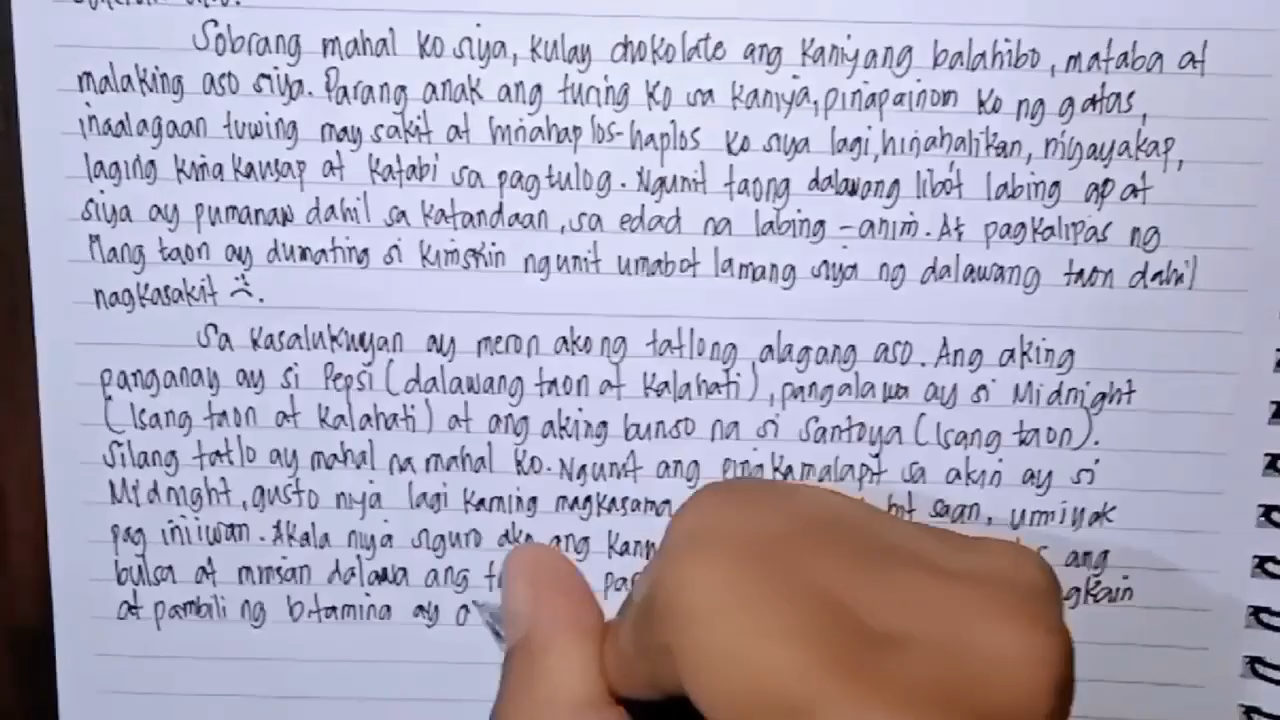 Sobrang mahal ko siya, kulay chokolate ang kaniyang balahibo, mataba at
malaking aso siya. Parang anak ang turing ko sa kaniya, pinapainom ko ng gatas,
inaalagaan tuwing may sakit at hinahaplos-haplos ko siya lagi, hinahalikan, niyayakap,
laging kinakausap at katabi sa pagtulog. Ngunit taong dalawang libo't labing apat
siya ay pumanaw dahil sa katandaan, sa edad na labing-anim. At pagkalipas ng
ilang taon ay dumating si Kimskin ngunit umabot lamang siya ng dalawang taon dahil
nagkasakit :(.
Sa kasalukuyan ay meron akong tatlong alagang aso. Ang aking
panganay ay si Pepsi (dalawang taon at kalahati), pangalawa ay si Midnight
(Isang taon at kalahati) at ang aking bunso na si Santoya (Isang taon).
Silang tatlo ay mahal na mahal ko. Ngunit ang pinakamalapit sa akin ay si
Midnight, gusto niya lagi kaming magkasama saan, umiiyak
pag iniiwan. Akala niya siguro ako ang ang
bulsa at minsan dalawa ang
at pambili ng bitamina ay